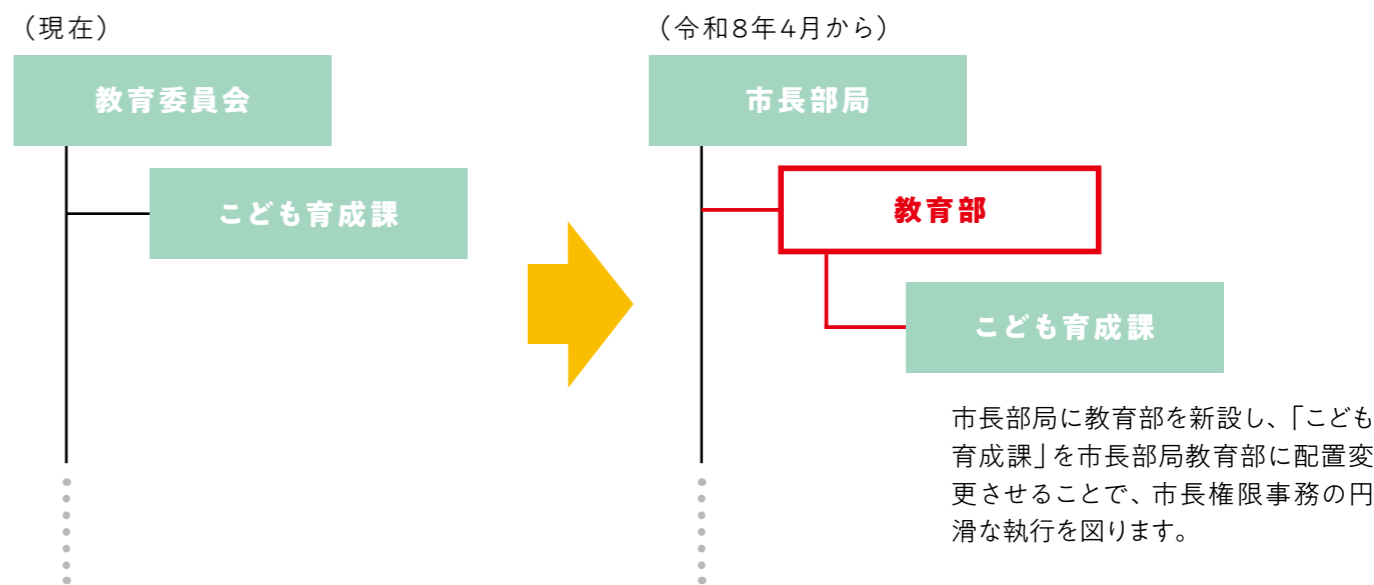 （現在）
教育委員会
こども育成課
（令和8年4月から）
市長部局
教育部
こども育成課
市長部局に教育部を新設し、「こども
育成課」を市長部局教育部に配置変
更させることで、市長権限事務の円
滑な執行を図ります。